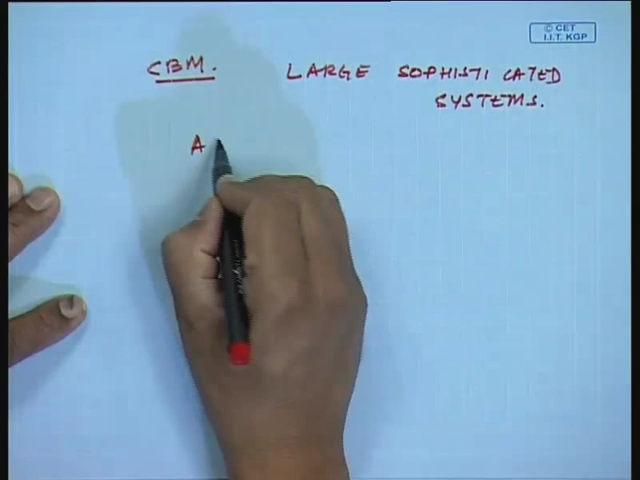 © CET
I.I.T. KGP
CBM. LARGE SOPHISTICATED
SYSTEMS.
A